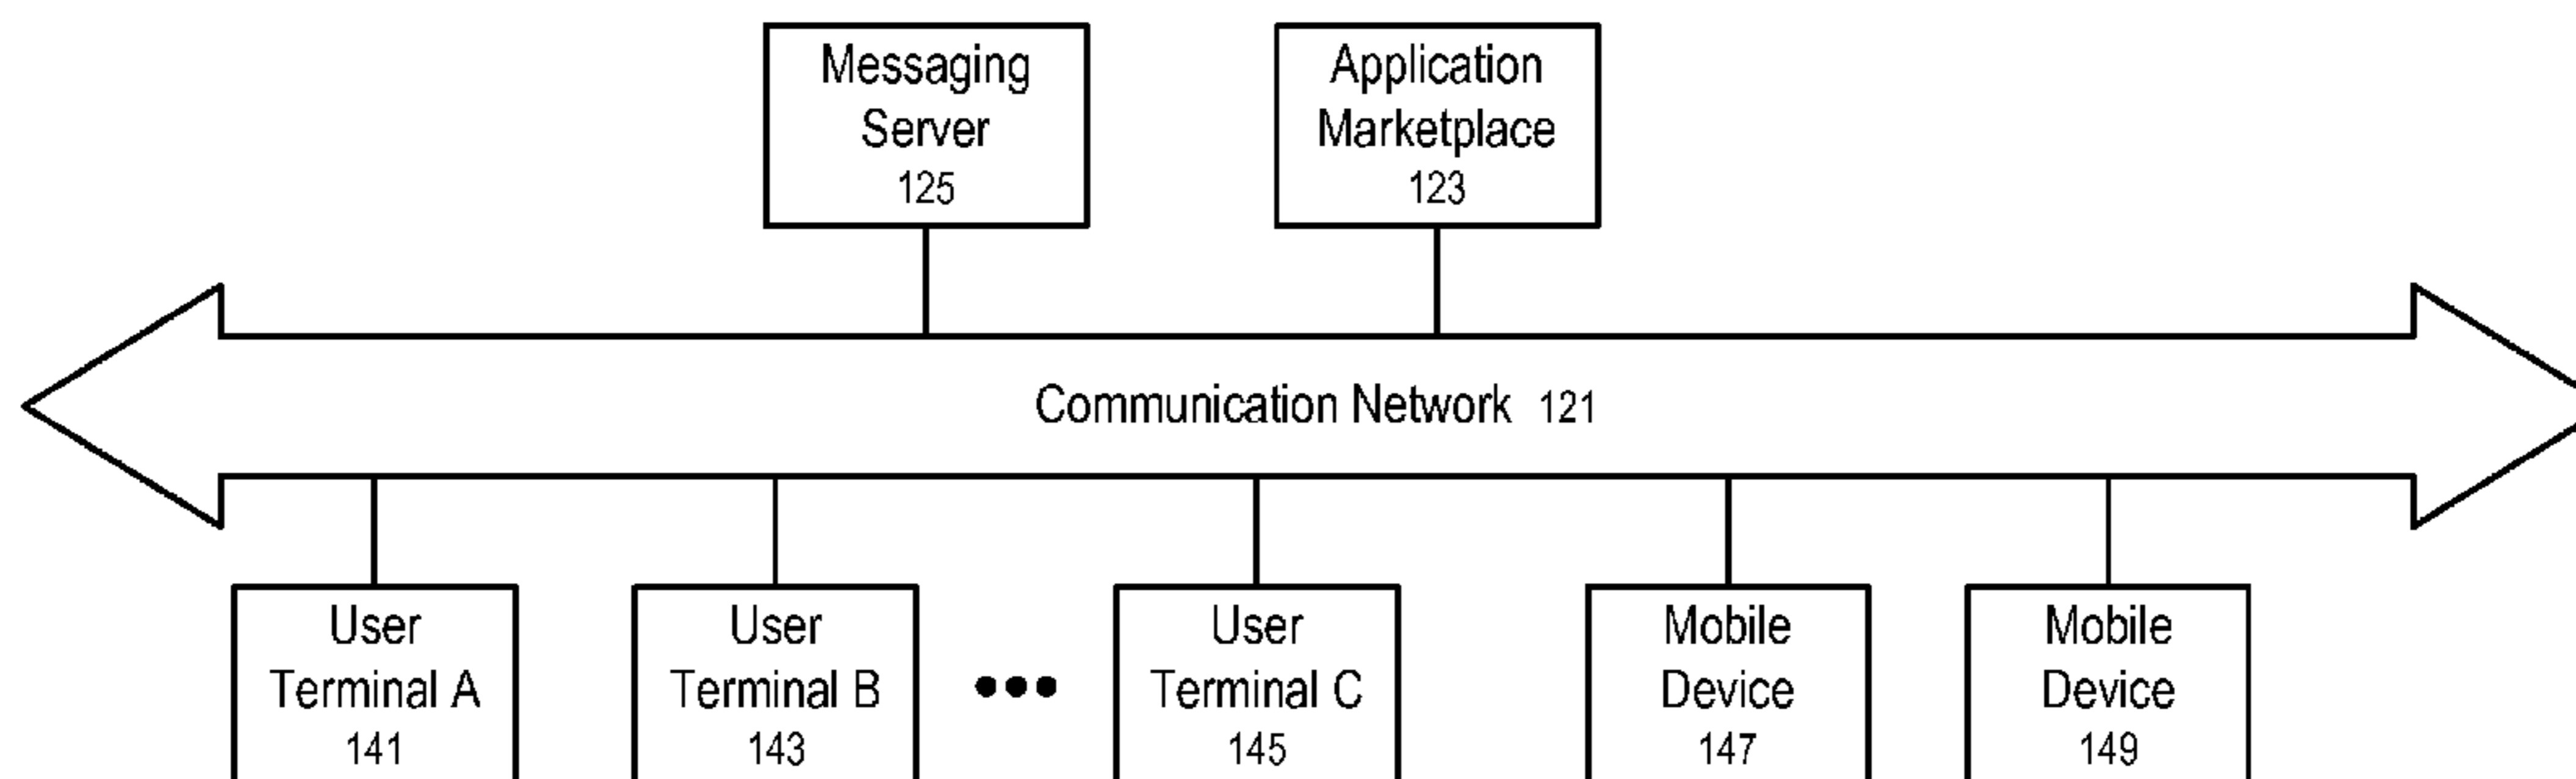 Messaging
Server
125
Application
Marketplace
123
Communication Network 121
User
Terminal A
141
User
Terminal B
143
User
Terminal C
145
Mobile
Device
147
Mobile
Device
149